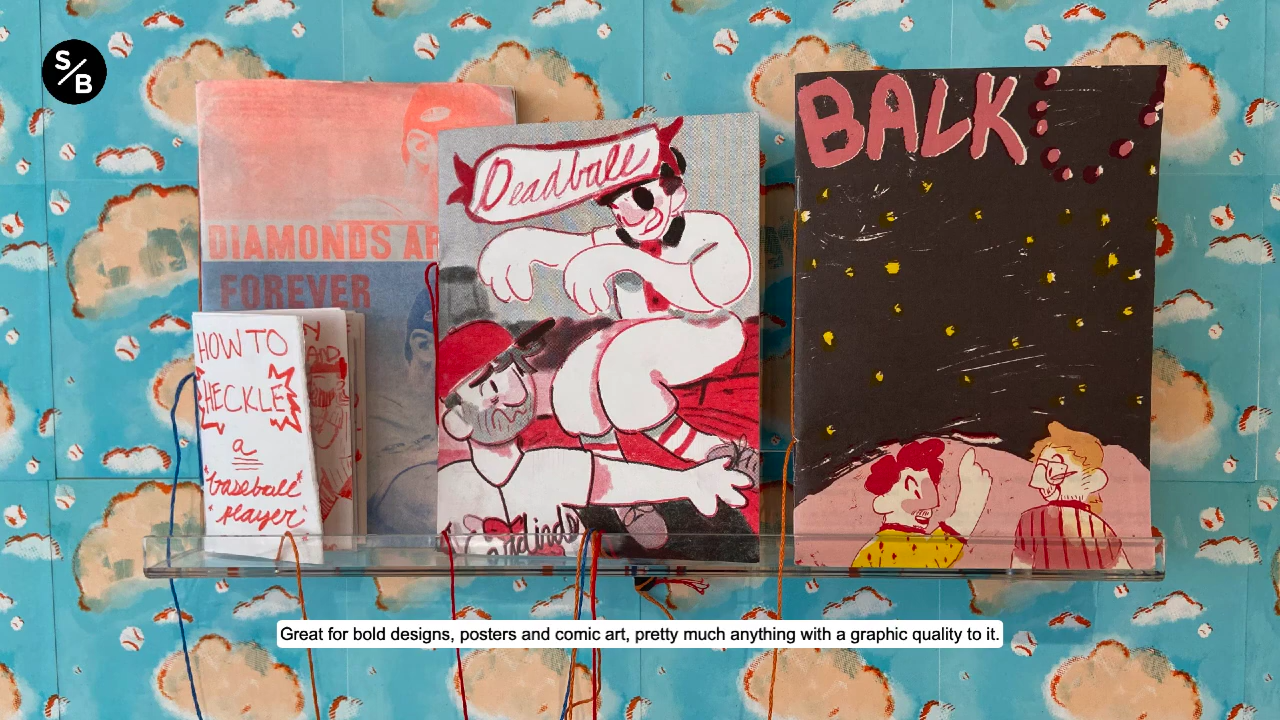 S/B
DIAMONDS AR
FOREVER
Deadball
BALK
HOW TO
HECKLE
a
baseball
player
Great for bold designs, posters and comic art, pretty much anything with a graphic quality to it.